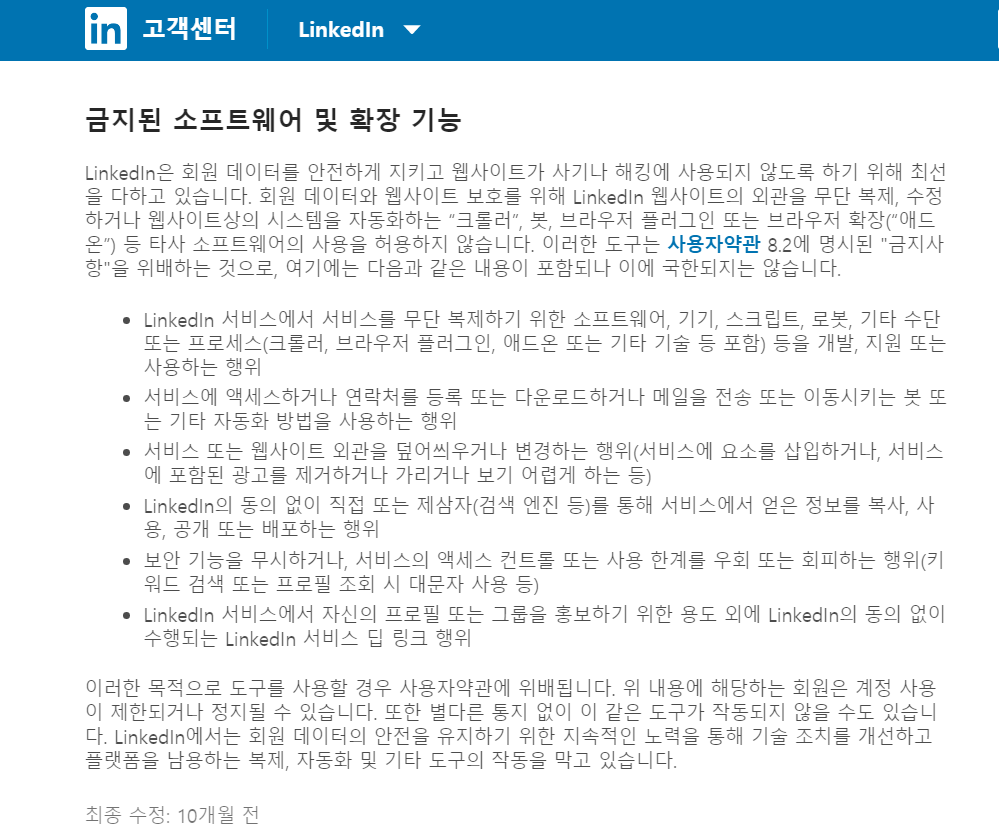 in 고객센터 LinkedIn
금지된 소프트웨어 및 확장 기능
LinkedIn은 회원 데이터를 안전하게 지키고 웹사이트가 사기나 해킹에 사용되지 않도록 하기 위해 최선
을 다하고 있습니다. 회원 데이터와 웹사이트 보호를 위해 LinkedIn 웹사이트의 외관을 무단 복제, 수정
하거나 웹사이트상의 시스템을 자동화하는 “크롤러”, 봇, 브라우저 플러그인 또는 브라우저 확장(“애드
온”) 등 타사 소프트웨어의 사용을 허용하지 않습니다. 이러한 도구는 사용자약관 8.2에 명시된 "금지사
항"을 위배하는 것으로, 여기에는 다음과 같은 내용이 포함되나 이에 국한되지는 않습니다.
• LinkedIn 서비스에서 서비스를 무단 복제하기 위한 소프트웨어, 기기, 스크립트, 로봇, 기타 수단
또는 프로세스(크롤러, 브라우저 플러그인, 애드온 또는 기타 기술 등 포함) 등을 개발, 지원 또는
사용하는 행위
• 서비스에 액세스하거나 연락처를 등록 또는 다운로드하거나 메일을 전송 또는 이동시키는 봇 또
는 기타 자동화 방법을 사용하는 행위
• 서비스 또는 웹사이트 외관을 덮어씌우거나 변경하는 행위(서비스에 요소를 삽입하거나, 서비스
에 포함된 광고를 제거하거나 가리거나 보기 어렵게 하는 등)
• LinkedIn의 동의 없이 직접 또는 제삼자(검색 엔진 등)를 통해 서비스에서 얻은 정보를 복사, 사
용, 공개 또는 배포하는 행위
• 보안 기능을 무시하거나, 서비스의 액세스 컨트롤 또는 사용 한계를 우회 또는 회피하는 행위(키
워드 검색 또는 프로필 조회 시 대문자 사용 등)
• LinkedIn 서비스에서 자신의 프로필 또는 그룹을 홍보하기 위한 용도 외에 LinkedIn의 동의 없이
수행되는 LinkedIn 서비스 딥 링크 행위
이러한 목적으로 도구를 사용할 경우 사용자약관에 위배됩니다. 위 내용에 해당하는 회원은 계정 사용
이 제한되거나 정지될 수 있습니다. 또한 별다른 통지 없이 이 같은 도구가 작동되지 않을 수도 있습니
다. LinkedIn에서는 회원 데이터의 안전을 유지하기 위한 지속적인 노력을 통해 기술 조치를 개선하고
플랫폼을 남용하는 복제, 자동화 및 기타 도구의 작동을 막고 있습니다.
최종 수정: 10개월 전